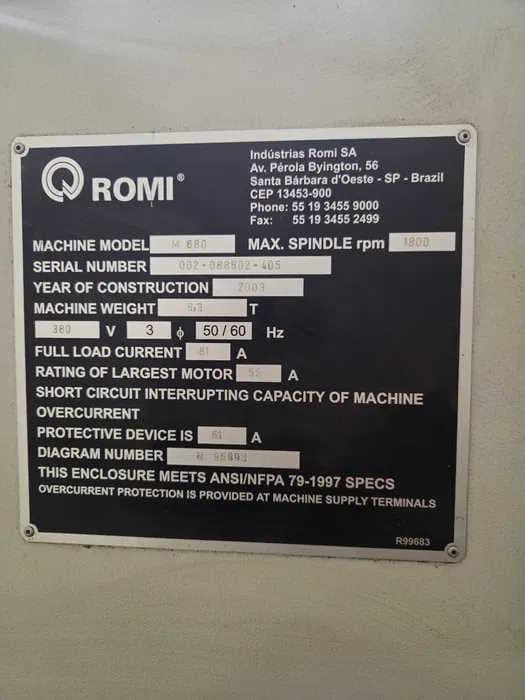 ROMI®
Indústrias Romi SA
Av. Pérola Byington, 56
Santa Bárbara d'Oeste - SP - Brazil
CEP 13453-900
Phone: 55 19 3455 9000
Fax: 55 19 3455 2499
MACHINE MODEL M 680 MAX. SPINDLE rpm 1800
SERIAL NUMBER
YEAR OF CONSTRUCTION
MACHINE WEIGHT T
380 V 3 ϕ 50 / 60 Hz
FULL LOAD CURRENT 61 A
RATING OF LARGEST MOTOR A
SHORT CIRCUIT INTERRUPTING CAPACITY OF MACHINE
OVERCURRENT
PROTECTIVE DEVICE IS 61 A
DIAGRAM NUMBER
THIS ENCLOSURE MEETS ANSI/NFPA 79-1997 SPECS
OVERCURRENT PROTECTION IS PROVIDED AT MACHINE SUPPLY TERMINALS
R99683